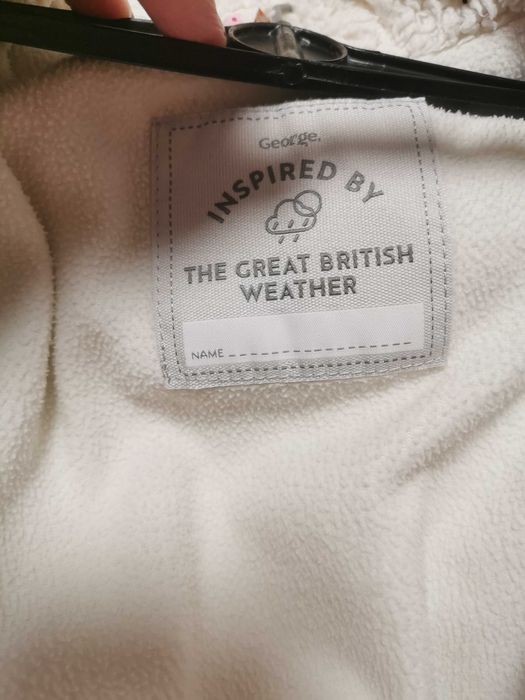 George.
INSPIRED BY
THE GREAT BRITISH
WEATHER
NAME